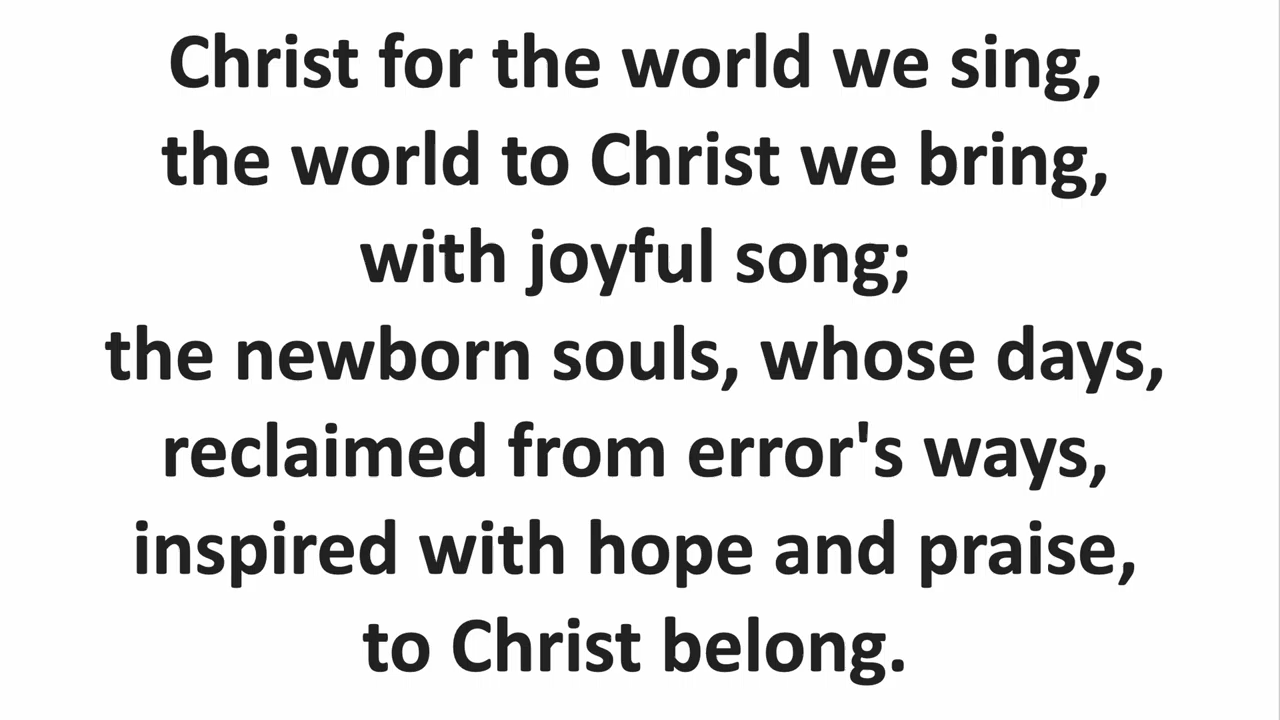 Christ for the world we sing,
the world to Christ we bring,
with joyful song;
the newborn souls, whose days,
reclaimed from error's ways,
inspired with hope and praise,
to Christ belong.